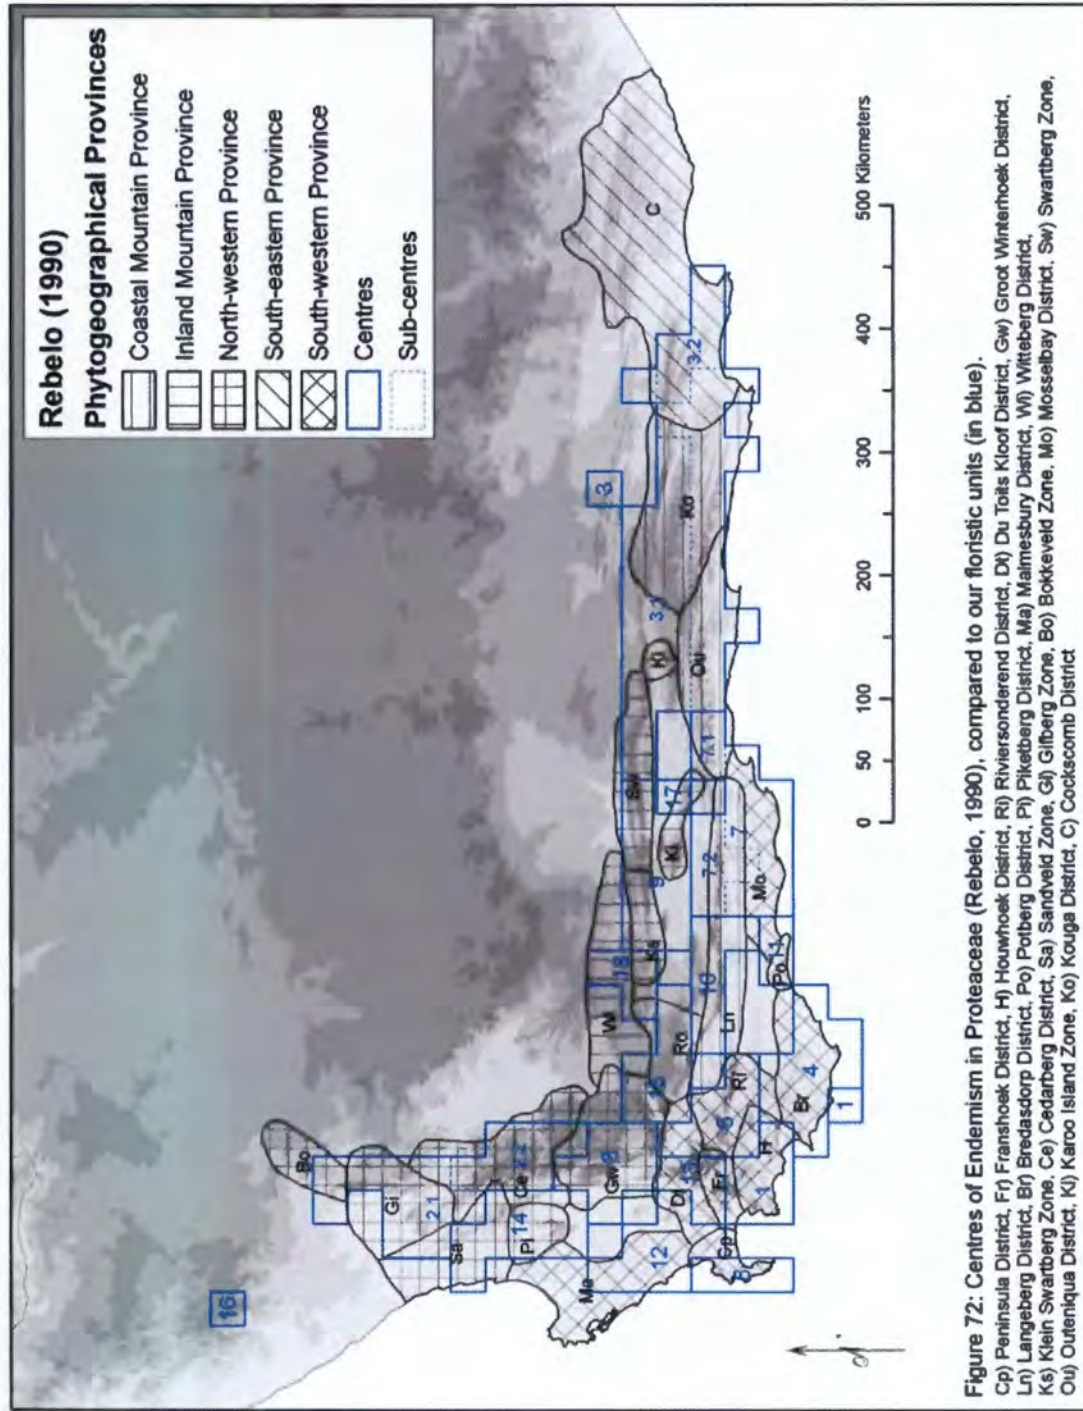 Rebelo (1990)
Phytogeographical Provinces
Coastal Mountain Province
Inland Mountain Province
North-western Province
South-eastern Province
South-western Province
Centres
Sub-centres
16
Bo
Gi
2.1
Sa
Ce
2.2
14
Pi
Gw
8
Ma
12
Dt
13
Fr
Cp
5
6
H
1
Ri
Br
4
1
15
Wi
18
Ro
Ks
10
Ln
Po
11
9
Ki
Sw
17
7.2
7
Mo
7.1
Ou
Ki
3.1
3
Ko
3.2
C
0 50 100 200 300 400 500 Kilometers
Figure 72: Centres of Endemism in Proteaceae (Rebelo, 1990), compared to our floristic units (in blue).
Cp) Peninsula District, Fr) Franshoek District, H) Houwhoek District, Ri) Riviersonderend District, Dt) Du Toits Kloof District, Gw) Groot Winterhoek District,
Ln) Langeberg District, Br) Bredasdorp District, Po) Potberg District, Pi) Piketberg District, Ma) Malmesbury District, Wi) Witteberg District,
Ks) Klein Swartberg Zone, Ce) Cedarberg District, Sa) Sandveld Zone, Gi) Gifberg Zone, Bo) Bokkeveld Zone, Mo) Mosselbay District, Sw) Swartberg Zone,
Ou) Outeniqua District, Ki) Karoo Island Zone, Ko) Kouga District, C) Cockscomb District